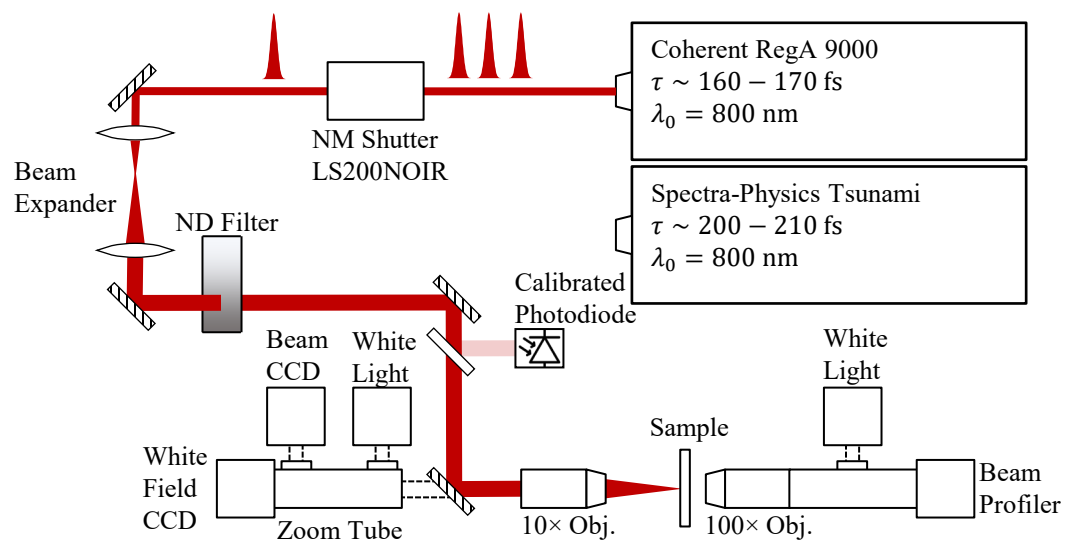 Coherent RegA 9000
τ ~ 160 – 170 fs
λ₀ = 800 nm
NM Shutter
LS200NOIR
Beam
Expander
Spectra-Physics Tsunami
τ ~ 200 – 210 fs
λ₀ = 800 nm
ND Filter
Calibrated
Photodiode
Beam
CCD
White
Light
White
Light
Sample
White
Field
CCD
Zoom Tube
10× Obj.
100× Obj.
Beam
Profiler